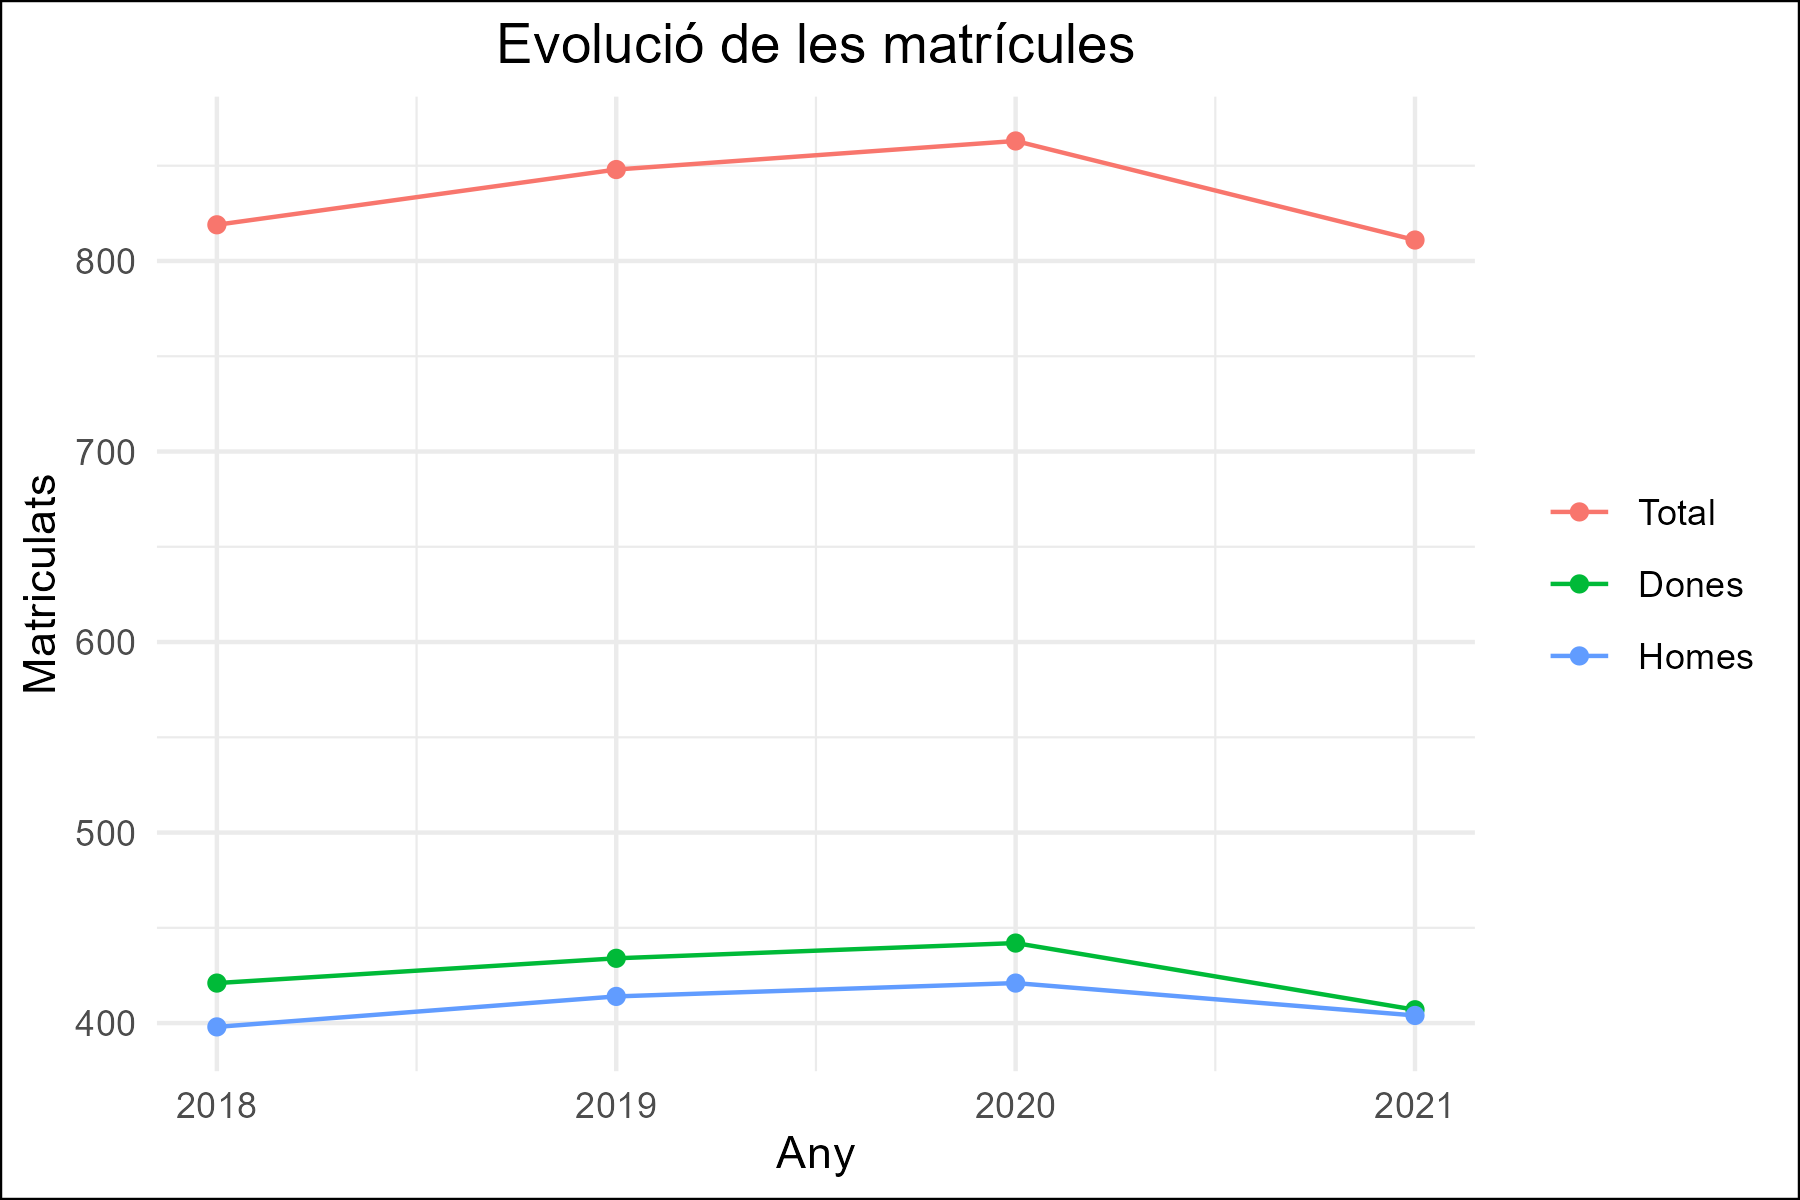 Evolució de les matrícules
Matriculats
800
700
600
500
400
2018
2019
2020
2021
Any
Total
Dones
Homes